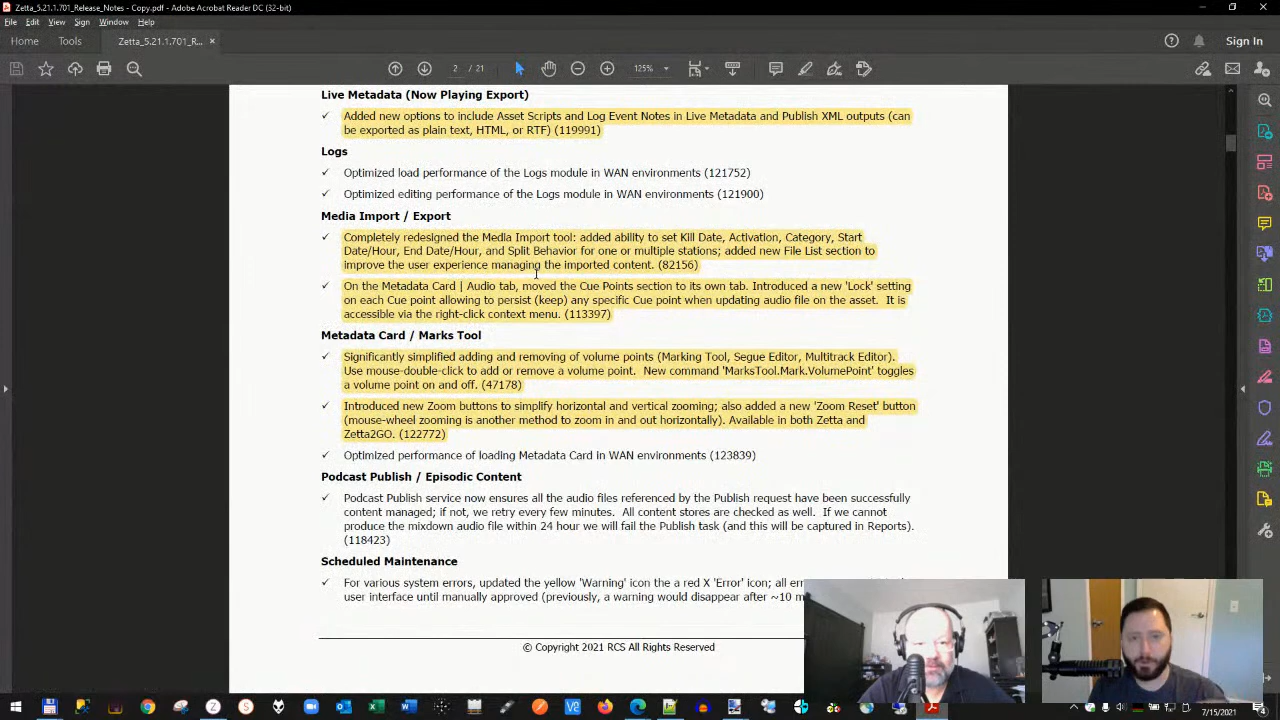 Zetta_5.21.1.701_Release_Notes - Copy.pdf - Adobe Acrobat Reader DC (32-bit)
File Edit View Sign Window Help
Home Tools Zetta_5.21.1.701_R... × Sign In
2 / 21 125%
Live Metadata (Now Playing Export)
✓ Added new options to include Asset Scripts and Log Event Notes in Live Metadata and Publish XML outputs (can
be exported as plain text, HTML, or RTF) (119991)
Logs
✓ Optimized load performance of the Logs module in WAN environments (121752)
✓ Optimized editing performance of the Logs module in WAN environments (121900)
Media Import / Export
✓ Completely redesigned the Media Import tool: added ability to set Kill Date, Activation, Category, Start
Date/Hour, End Date/Hour, and Split Behavior for one or multiple stations; added new File List section to
improve the user experience managing the imported content. (82156)
✓ On the Metadata Card | Audio tab, moved the Cue Points section to its own tab. Introduced a new 'Lock' setting
on each Cue point allowing to persist (keep) any specific Cue point when updating audio file on the asset. It is
accessible via the right-click context menu. (113397)
Metadata Card / Marks Tool
✓ Significantly simplified adding and removing of volume points (Marking Tool, Segue Editor, Multitrack Editor).
Use mouse-double-click to add or remove a volume point. New command 'MarksTool.Mark.VolumePoint' toggles
a volume point on and off. (47178)
✓ Introduced new Zoom buttons to simplify horizontal and vertical zooming; also added a new 'Zoom Reset' button
(mouse-wheel zooming is another method to zoom in and out horizontally). Available in both Zetta and
Zetta2GO. (122772)
✓ Optimized performance of loading Metadata Card in WAN environments (123839)
Podcast Publish / Episodic Content
✓ Podcast Publish service now ensures all the audio files referenced by the Publish request have been successfully
content managed; if not, we retry every few minutes. All content stores are checked as well. If we cannot
produce the mixdown audio file within 24 hour we will fail the Publish task (and this will be captured in Reports).
(118423)
Scheduled Maintenance
✓ For various system errors, updated the yellow 'Warning' icon the a red X 'Error' icon; all
user interface until manually approved (previously, a warning would disappear after ~10
© Copyright 2021 RCS All Rights Reserved
7/15/2021